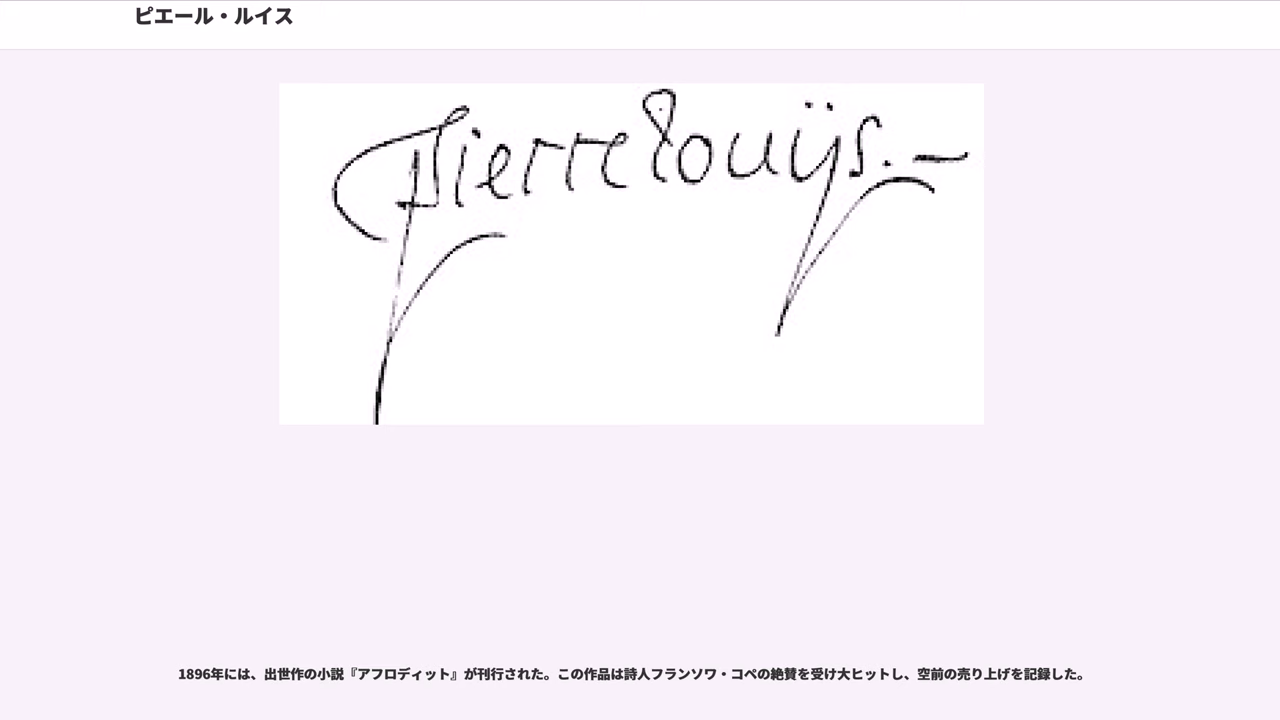 ピエール・ルイス
Pierre Louÿs. —
1896年には、出世作の小説『アフロディット』が刊行された。この作品は詩人フランソワ・コペの絶賛を受け大ヒットし、空前の売り上げを記録した。